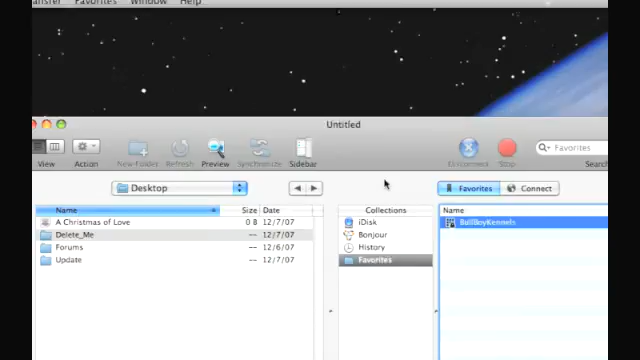 Favorites Window Help
Untitled
View Action New Folder Refresh Preview Synchronize Sidebar Stop
Favorites
Search
Desktop
Favorites Connect
Name Size Date
Collections
Name
A Christmas of Love 0 B 12/7/07
iDisk
BullBoyKennels
Delete_Me -- 12/7/07
Bonjour
Forums -- 12/6/07
History
Update -- 12/7/07
Favorites